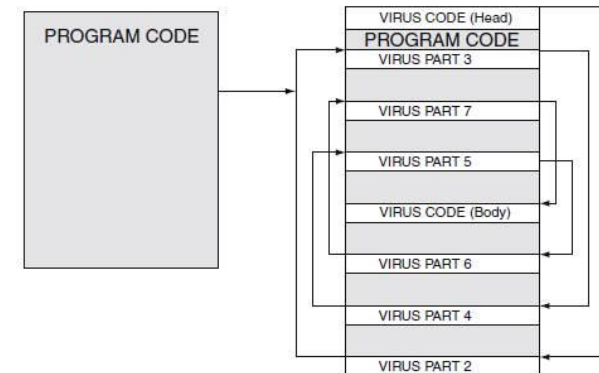 PROGRAM CODE
VIRUS CODE (Head)
PROGRAM CODE
VIRUS PART 3
VIRUS PART 7
VIRUS PART 5
VIRUS CODE (Body)
VIRUS PART 6
VIRUS PART 4
VIRUS PART 2